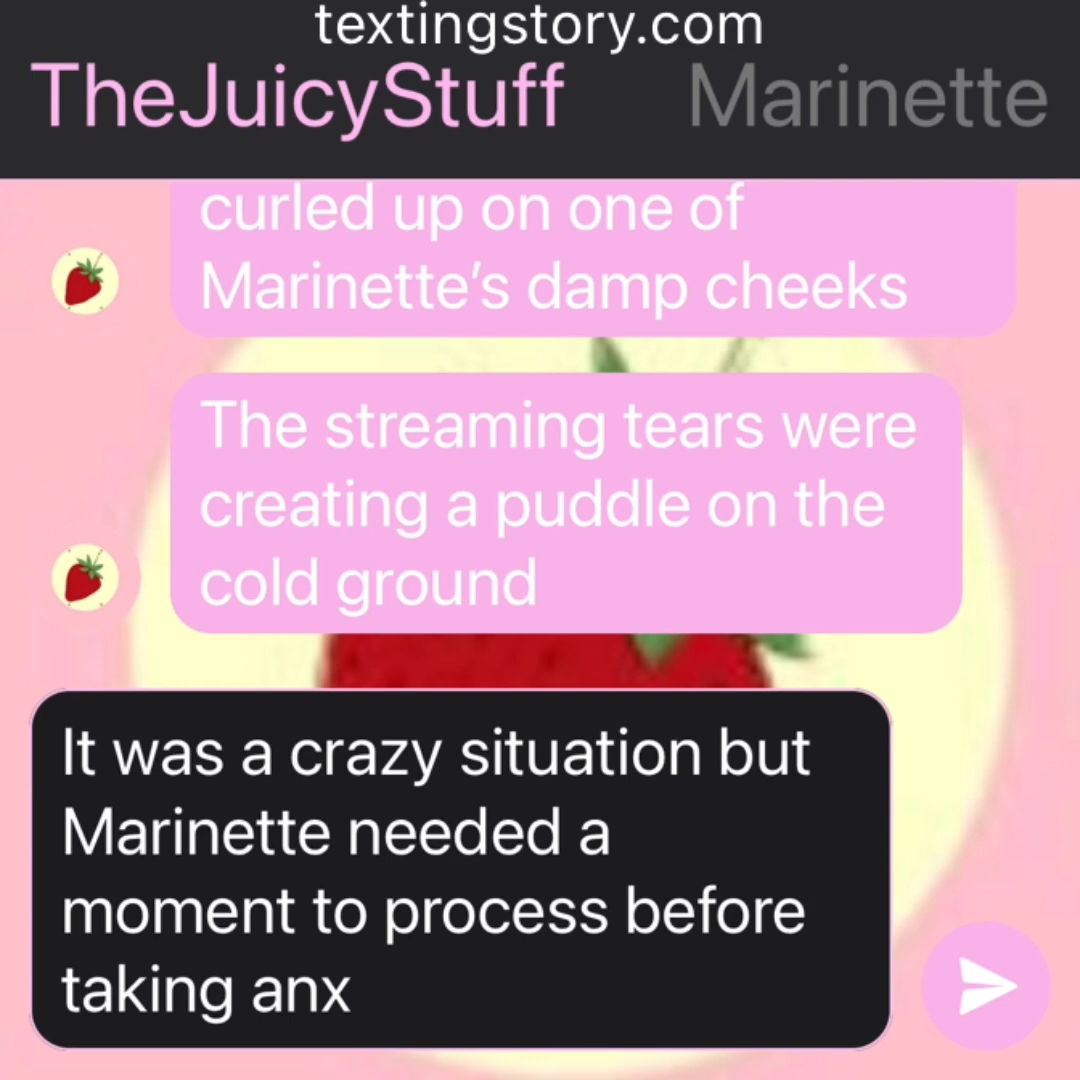 textingstory.com
TheJuicyStuff Marinette
curled up on one of
Marinette's damp cheeks
The streaming tears were
creating a puddle on the
cold ground
It was a crazy situation but
Marinette needed a
moment to process before
taking anx